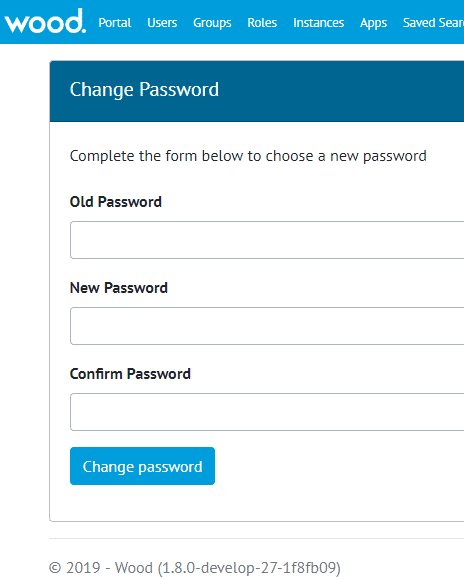 wood. Portal Users Groups Roles Instances Apps Saved Sear
Change Password
Complete the form below to choose a new password
Old Password
New Password
Confirm Password
Change password
© 2019 - Wood (1.8.0-develop-27-1f8fb09)